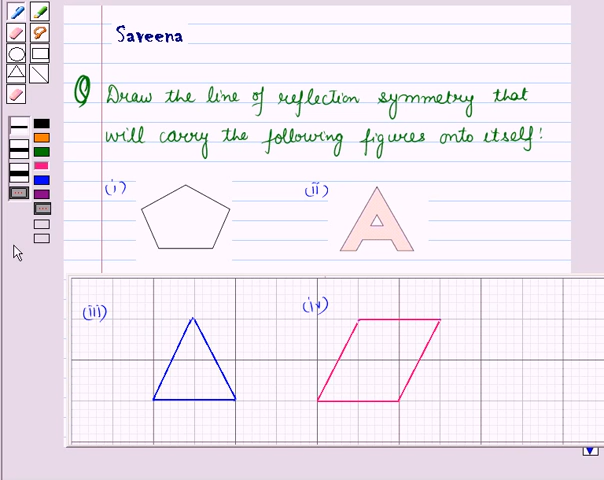 Saveena
Q Draw the line of reflection symmetry that
will carry the following figures onto itself!
(i)
(ii)
A
(iii)
(iv)